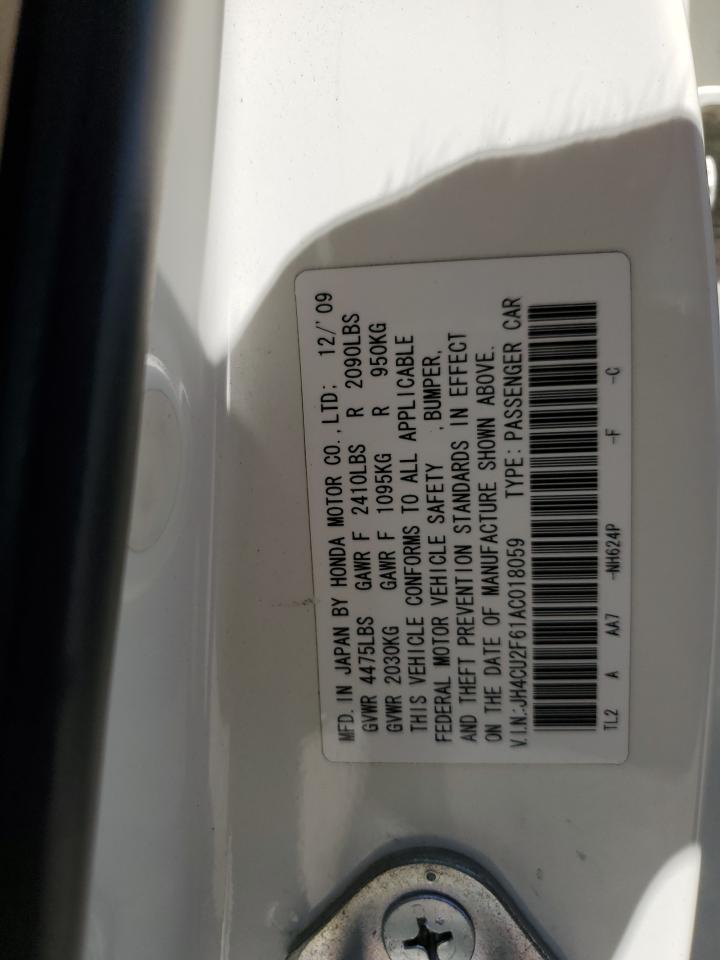 MFD. IN JAPAN BY HONDA MOTOR CO., LTD: 12/'09
GVWR 4475LBS GAWR F 2410LBS R 2090LBS
GVWR 2030KG GAWR F 1095KG R 950KG
THIS VEHICLE CONFORMS TO ALL APPLICABLE
FEDERAL MOTOR VEHICLE SAFETY , BUMPER,
AND THEFT PREVENTION STANDARDS IN EFFECT
ON THE DATE OF MANUFACTURE SHOWN ABOVE.
V.I.N:JH4CU2F61AC018059 TYPE: PASSENGER CAR
TL2 A AA7 -NH624P -F -C